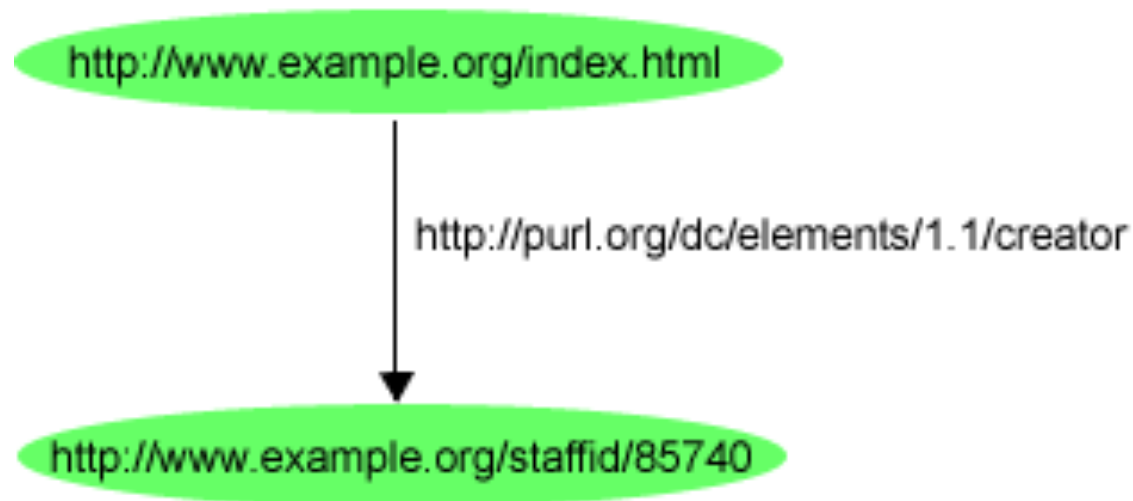 http://www.example.org/index.html
http://purl.org/dc/elements/1.1/creator
http://www.example.org/staffid/85740